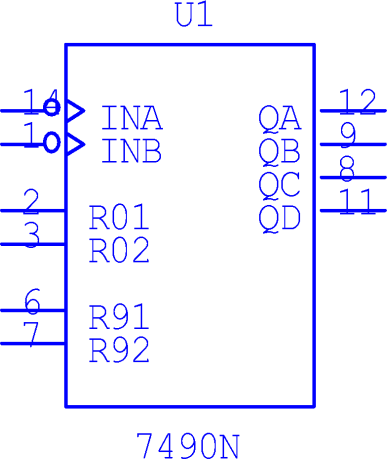 U1
14 INA QA 12
1 INB QB 9
QC 8
2 R01 QD 11
3 R02
6 R91
7 R92
7490N